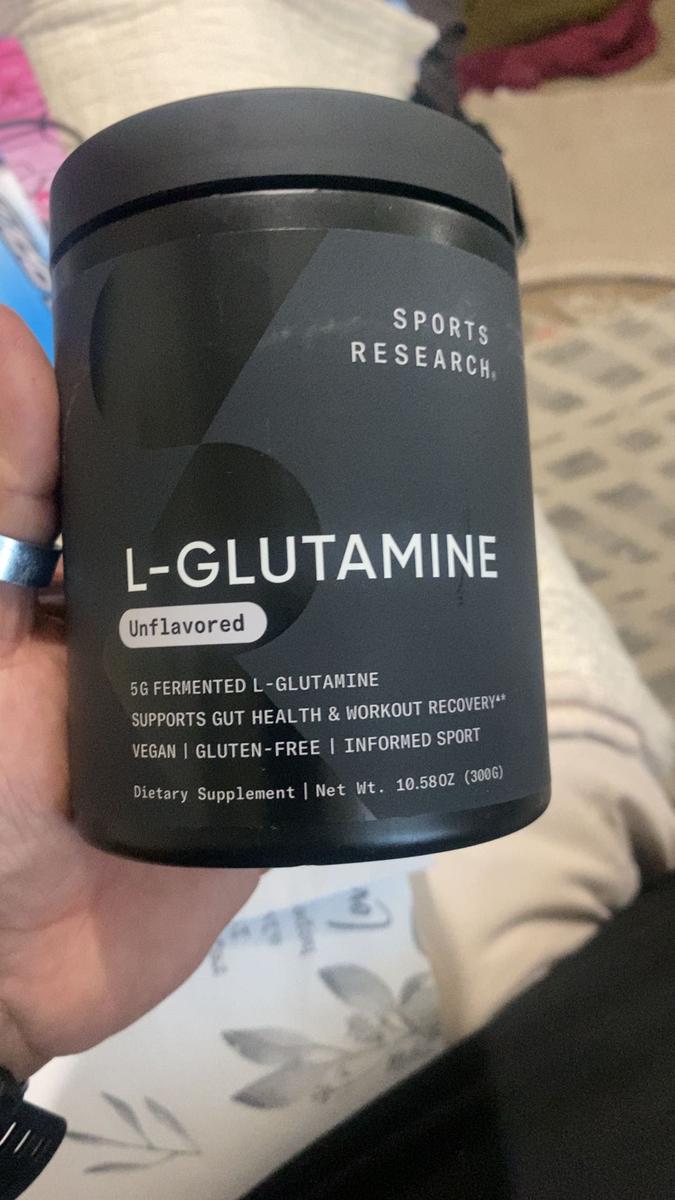 SPORTS
RESEARCH®
L-GLUTAMINE
Unflavored
5G FERMENTED L-GLUTAMINE
SUPPORTS GUT HEALTH & WORKOUT RECOVERY**
VEGAN | GLUTEN-FREE | INFORMED SPORT
Dietary Supplement | Net Wt. 10.58OZ (300G)